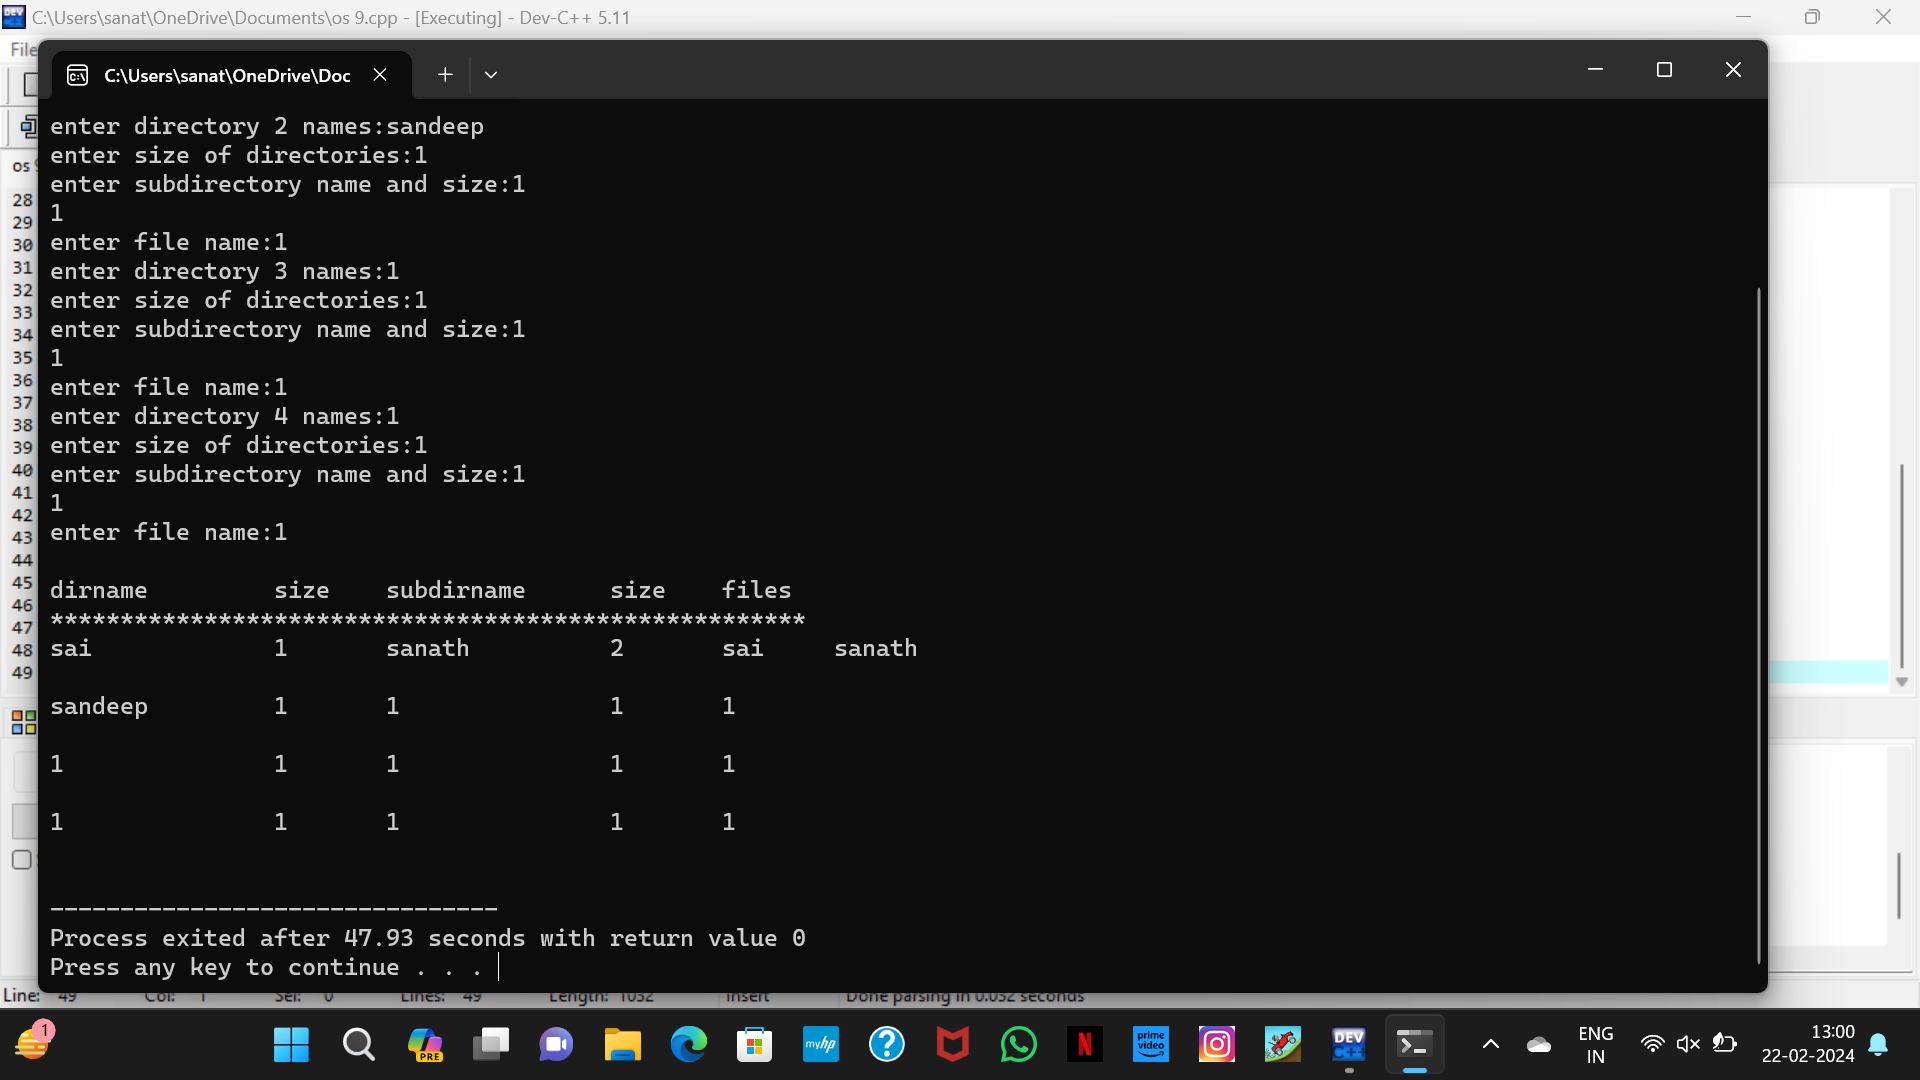 C:\Users\sanat\OneDrive\Documents\os 9.cpp - [Executing] - Dev-C++ 5.11
File
C:\Users\sanat\OneDrive\Doc
os 9
28
29
30
31
32
33
34
35
36
37
38
39
40
41
42
43
44
45
46
47
48
49
enter directory 2 names:sandeep
enter size of directories:1
enter subdirectory name and size:1
1
enter file name:1
enter directory 3 names:1
enter size of directories:1
enter subdirectory name and size:1
1
enter file name:1
enter directory 4 names:1
enter size of directories:1
enter subdirectory name and size:1
1
enter file name:1
dirname size subdirname size files
******************************************************
sai 1 sanath 2 sai sanath
sandeep 1 1 1 1
1 1 1 1 1
1 1 1 1 1
--------------------------------
Process exited after 47.93 seconds with return value 0
Press any key to continue . . .
Line: 49 Col: 1 Sel: 0 Lines: 49 Length: 1032 Insert Done parsing in 0.032 seconds
1
PRE
myhp
?
N
prime video
DEV C++
ENG
IN
13:00
22-02-2024